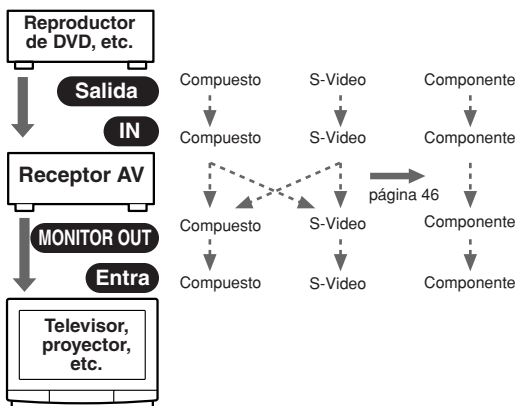 Reproductor
de DVD, etc.
Salida
Compuesto S-Video Componente
IN
Compuesto S-Video Componente
Receptor AV
página 46
MONITOR OUT
Compuesto S-Video Componente
Entra
Compuesto S-Video Componente
Televisor,
proyector,
etc.